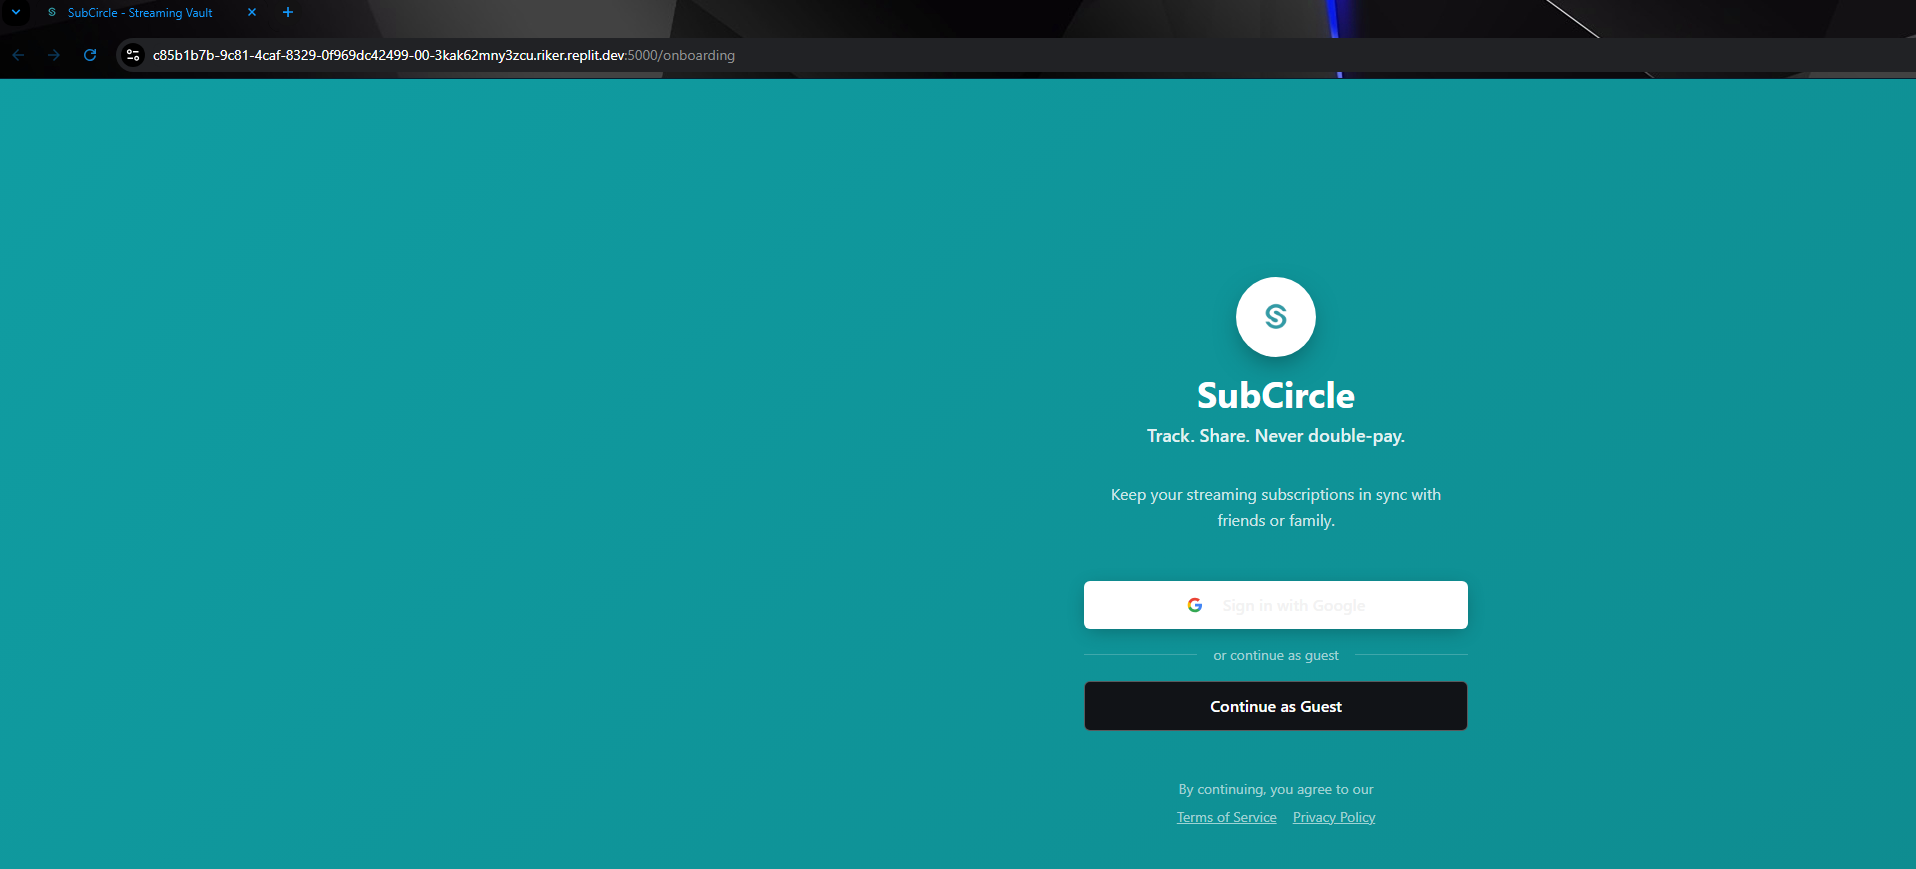 SubCircle - Streaming Vault
c85b1b7b-9c81-4caf-8329-0f969dc42499-00-3kak62mny3zcu.riker.replit.dev:5000/onboarding
S
SubCircle
Track. Share. Never double-pay.
Keep your streaming subscriptions in sync with
friends or family.
Sign in with Google
or continue as guest
Continue as Guest
By continuing, you agree to our
Terms of Service Privacy Policy